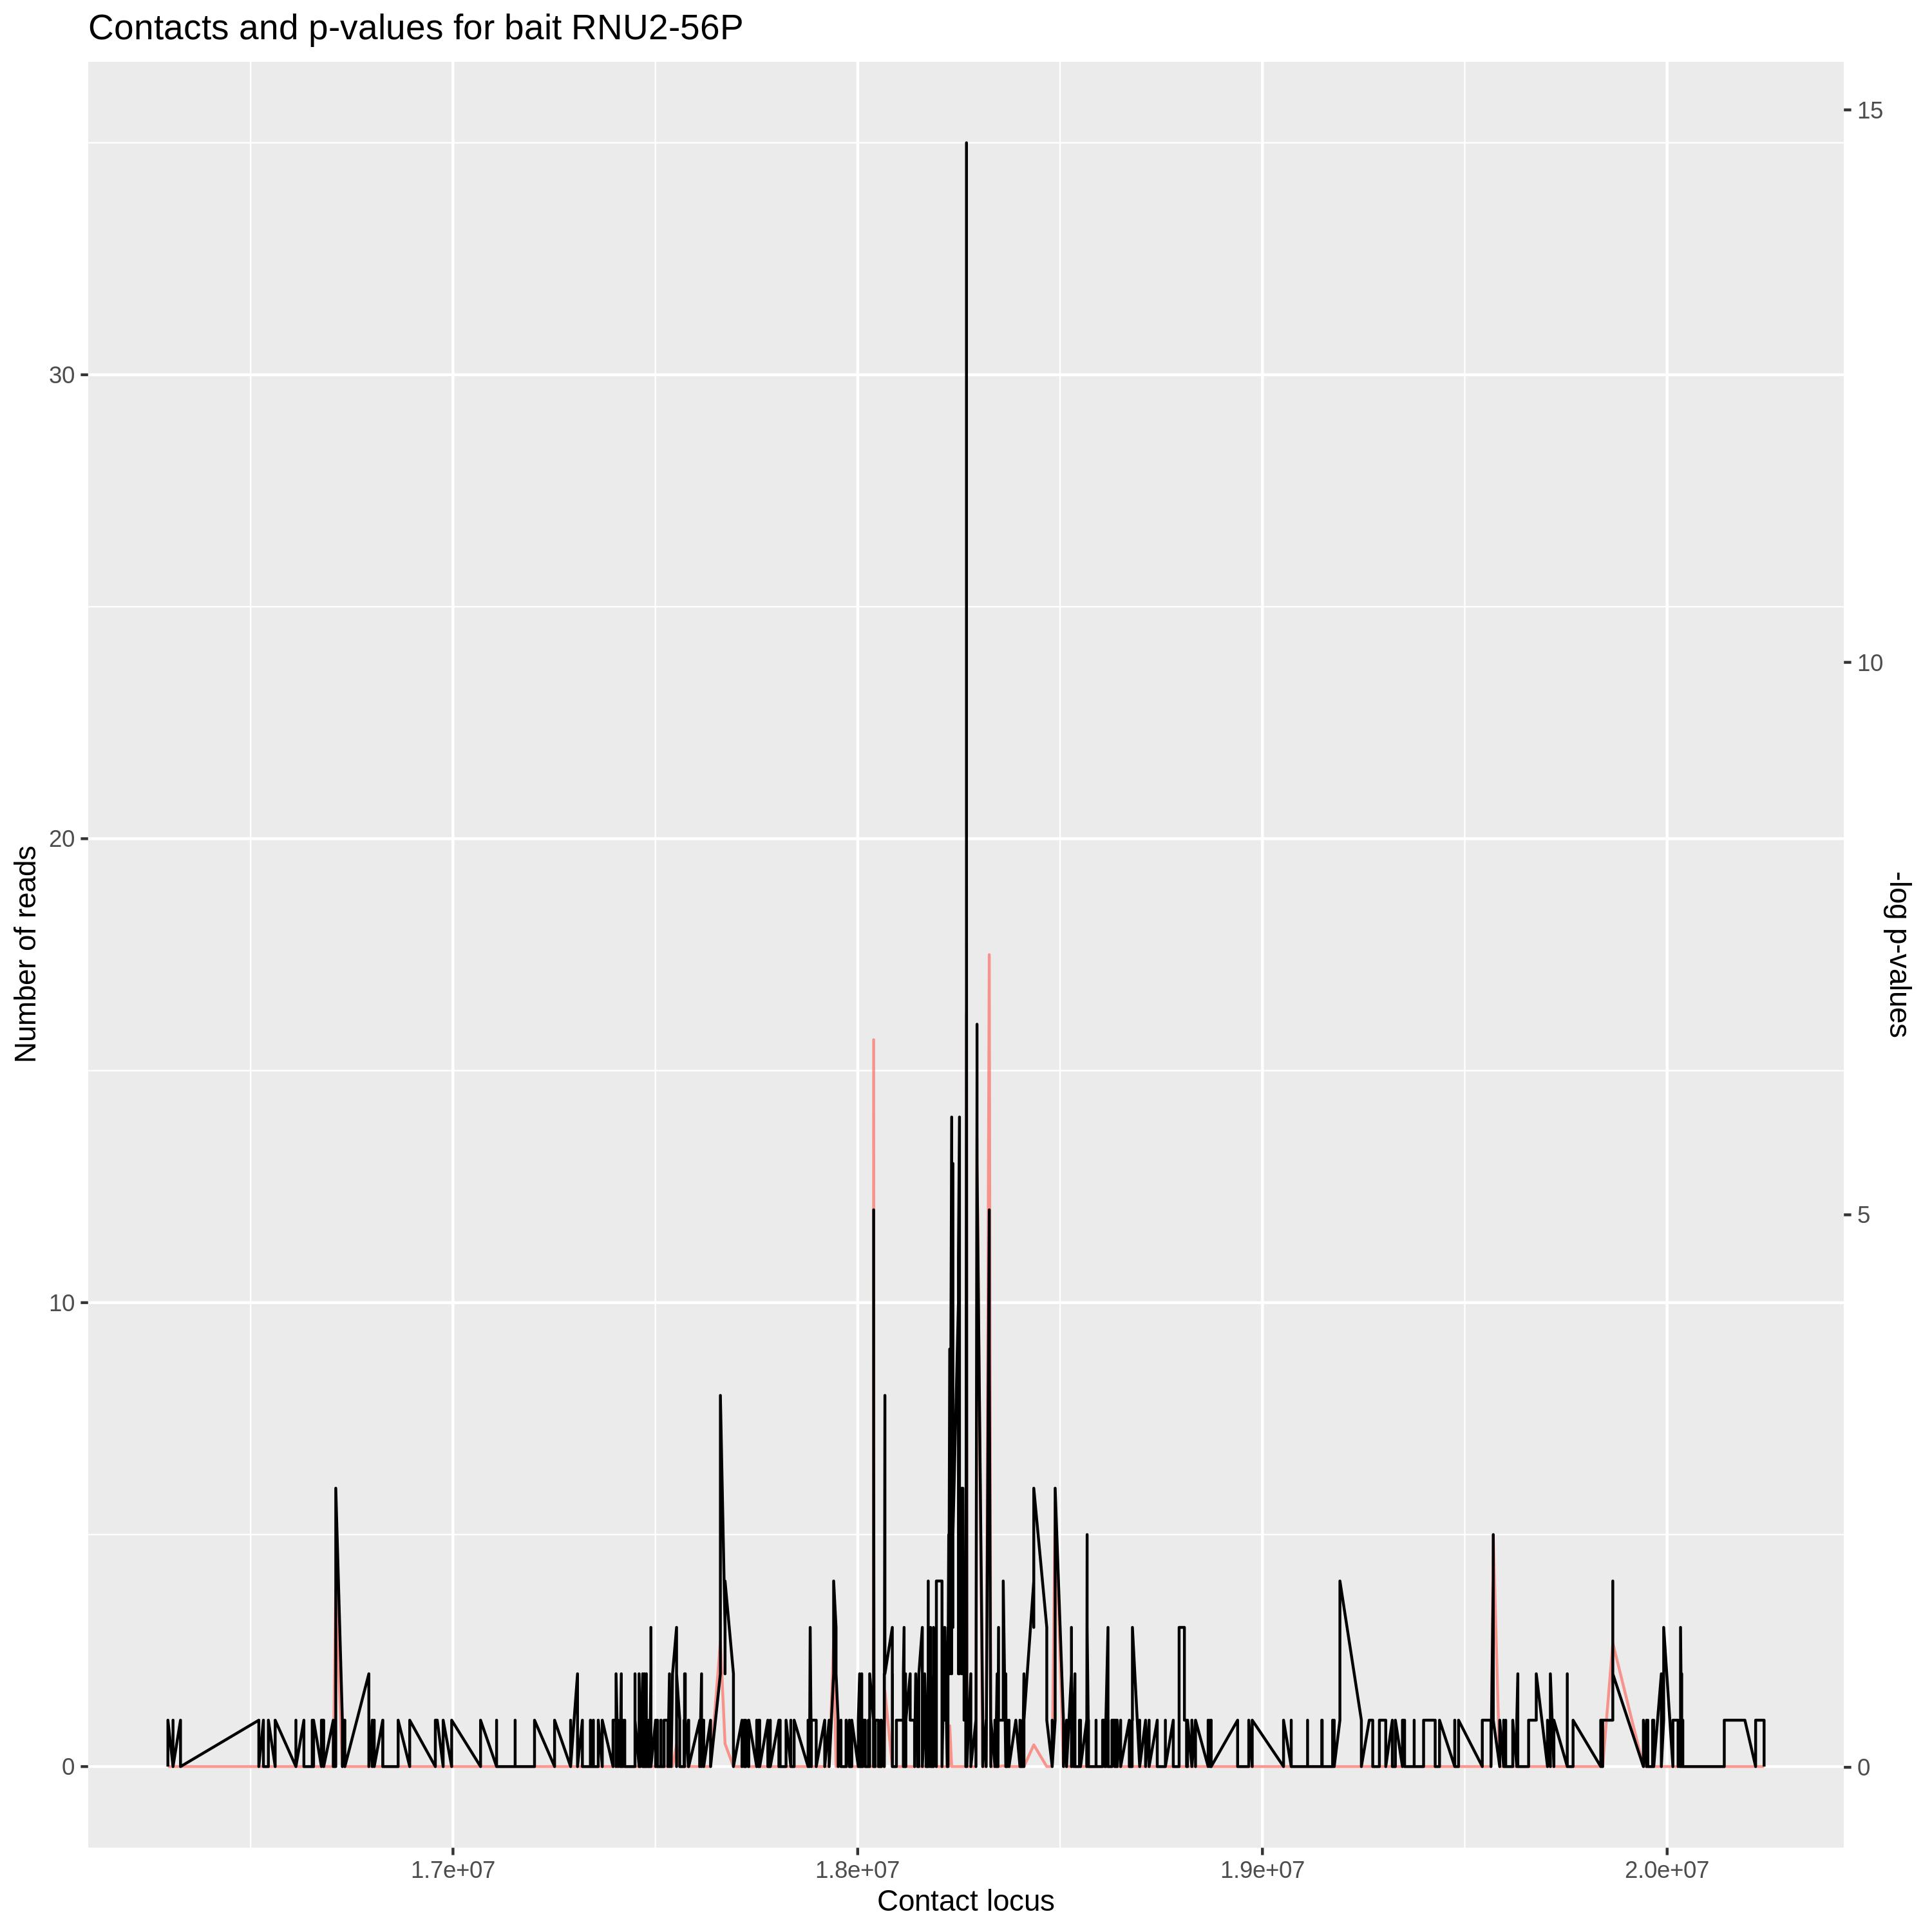 Contacts and p-values for bait RNU2-56P
15
30
10
20
Number of reads
-log p-values
5
10
0
0
1.7e+07
1.8e+07
1.9e+07
2.0e+07
Contact locus